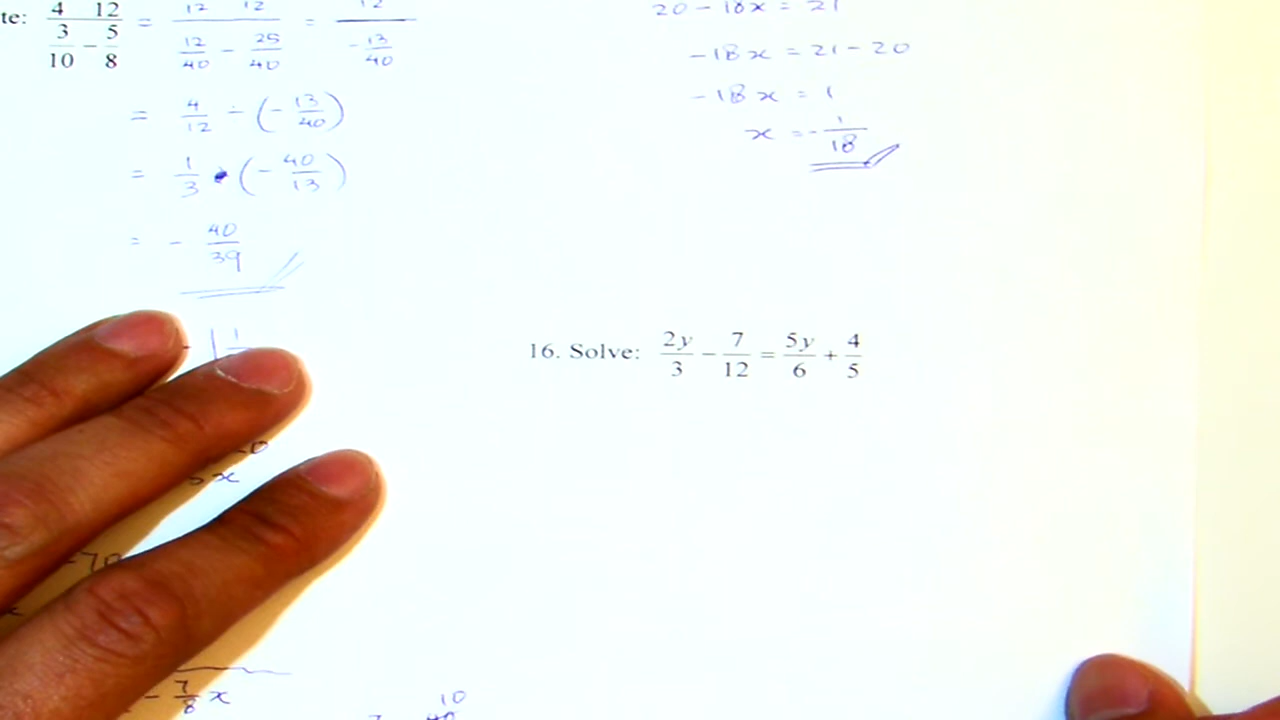 te: 4 12 = 12 12 = 12
3/10 - 5/8 12/40 - 25/40 -13/40
= 4/12 ÷ (-13/40)
= 1/3 • (-40/13)
= - 40/39
20 - 18x = 21
-18x = 21 - 20
-18x = 1
x = -1/18
16. Solve: 2y/3 - 7/12 = 5y/6 + 4/5
x
- 7/8 x
10